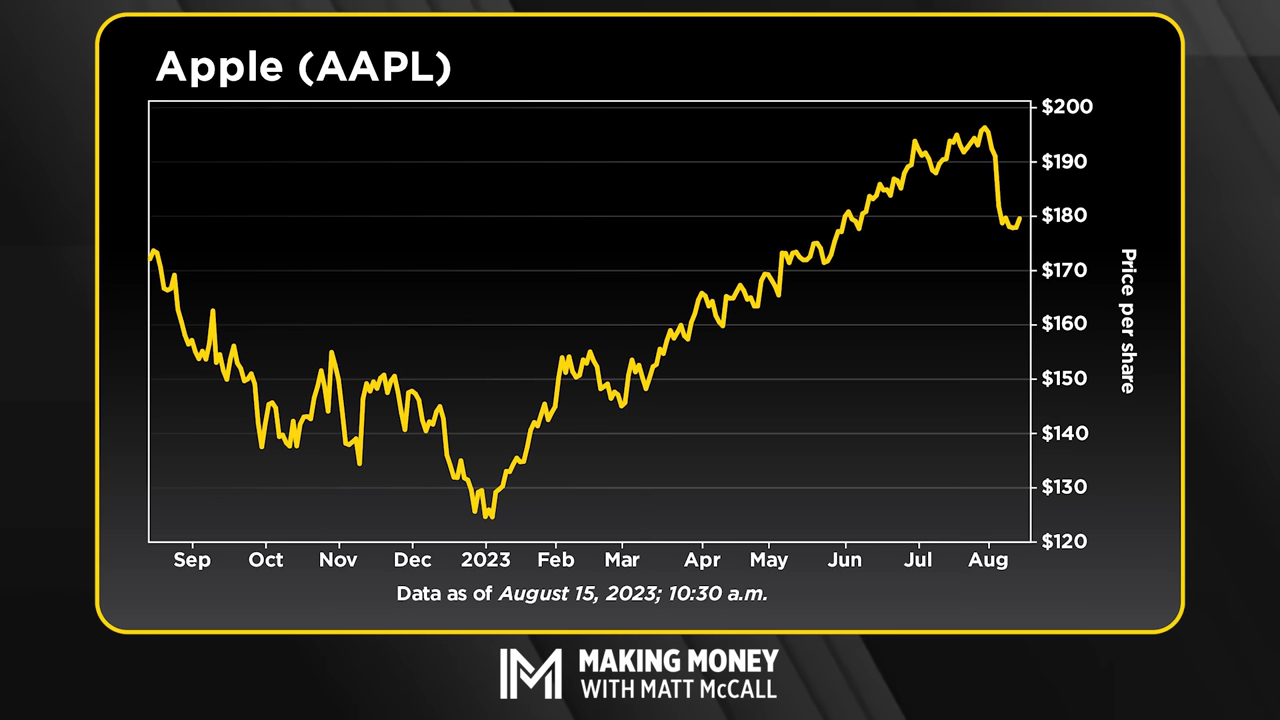 Apple (AAPL)
$200
$190
$180
$170
$160
$150
$140
$130
$120
Price per share
Sep Oct Nov Dec 2023 Feb Mar Apr May Jun Jul Aug
Data as of August 15, 2023; 10:30 a.m.
MAKING MONEY
WITH MATT McCALL